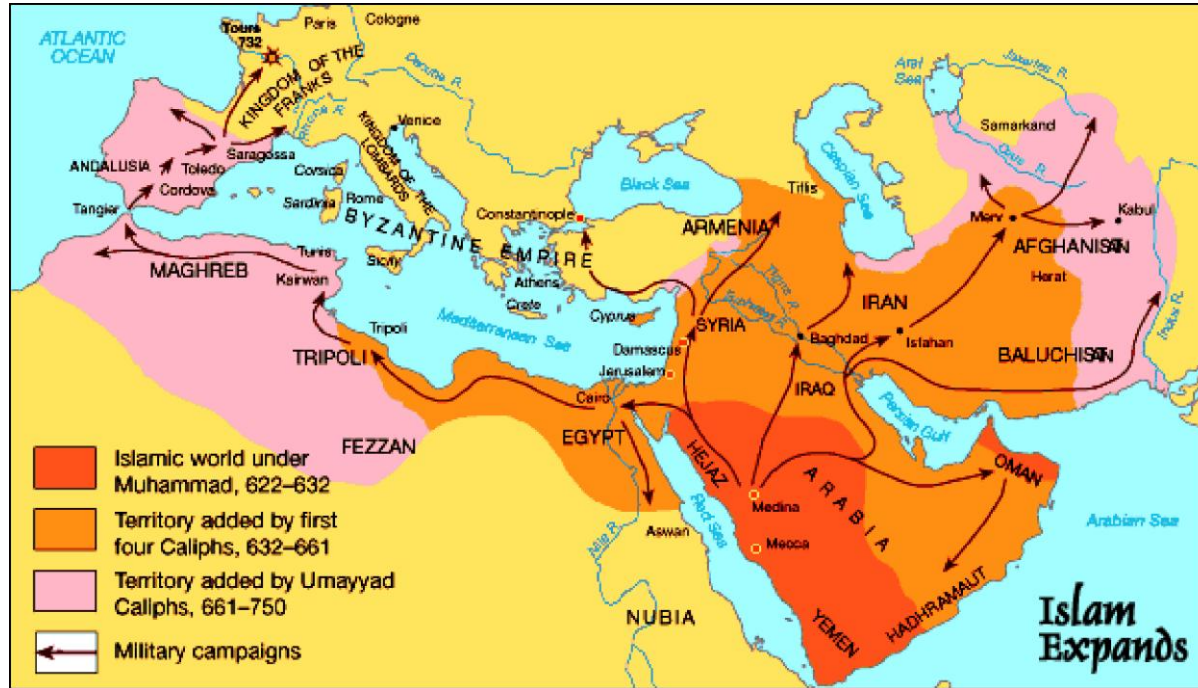 ATLANTIC
OCEAN
Tours
732
Paris
Cologne
KINGDOM OF THE
FRANKS
Rhone R.
Danube R.
Venice
KINGDOM OF THE
LOMBARDS
ANDALUSIA
Toledo
Saragossa
Cordova
Tangier
Corsica
Sardinia
Rome
BYZANTINE EMPIRE
Constantinople
Black Sea
Tiflis
Caspian Sea
Aral
Sea
Jaxartes R.
Samarkand
Oxus R.
Merv
Kabul
AFGHANISTAN
Herat
ARMENIA
Tigris R.
Euphrates R.
IRAN
Baghdad
Isfahan
BALUCHISTAN
Indus R.
MAGHREB
Tunis
Kairwan
Sicily
Athens
Crete
Cyprus
SYRIA
Mediterranean Sea
Tripoli
TRIPOLI
Damascus
Jerusalem
IRAQ
Persian Gulf
Cairo
EGYPT
FEZZAN
HEJAZ
ARABIA
OMAN
Medina
Red Sea
Mecca
Aswan
Nile R.
NUBIA
YEMEN
HADHRAMAUT
Arabian Sea
Islamic world under
Muhammad, 622–632
Territory added by first
four Caliphs, 632–661
Territory added by Umayyad
Caliphs, 661–750
Military campaigns
Islam
Expands